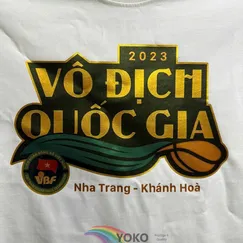 2023
VÔ ĐỊCH
QUỐC GIA
VBF
Nha Trang - Khánh Hoà
YOKO